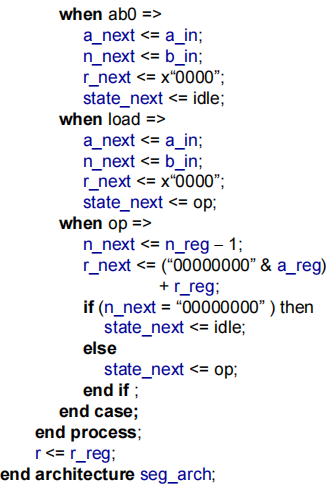 when ab0 =>
a_next <= a_in;
n_next <= b_in;
r_next <= x“0000”;
state_next <= idle;
when load =>
a_next <= a_in;
n_next <= b_in;
r_next <= x“0000”;
state_next <= op;
when op =>
n_next <= n_reg – 1;
r_next <= (“00000000” & a_reg)
+ r_reg;
if (n_next = “00000000” ) then
state_next <= idle;
else
state_next <= op;
end if ;
end case;
end process;
r <= r_reg;
end architecture seg_arch;